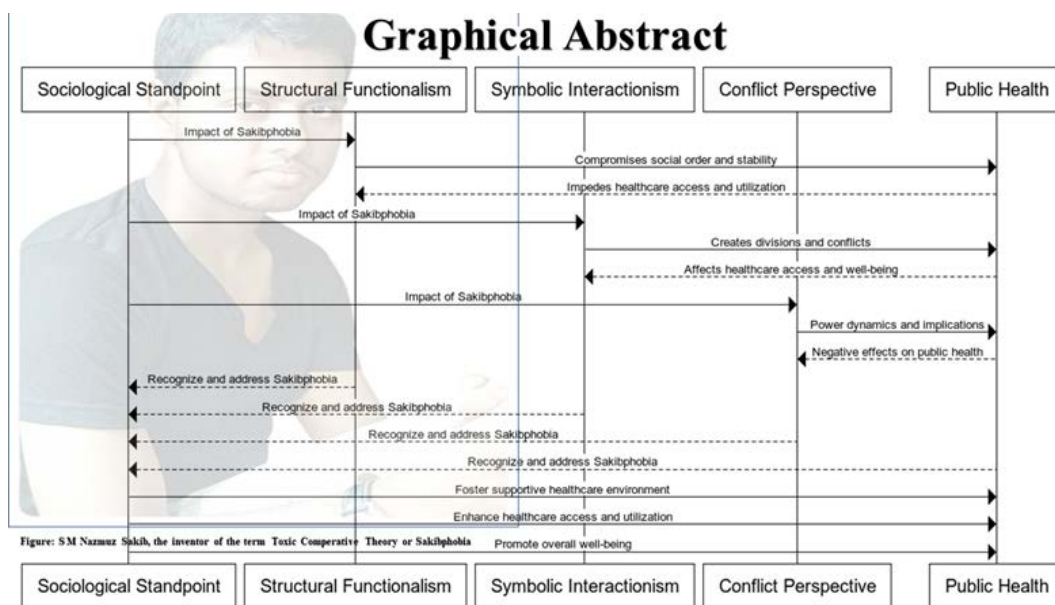 Graphical Abstract
Sociological Standpoint
Structural Functionalism
Symbolic Interactionism
Conflict Perspective
Public Health
Impact of Sakibphobia
Compromises social order and stability
Impedes healthcare access and utilization
Impact of Sakibphobia
Creates divisions and conflicts
Affects healthcare access and well-being
Impact of Sakibphobia
Power dynamics and implications
Negative effects on public health
Recognize and address Sakibphobia
Recognize and address Sakibphobia
Recognize and address Sakibphobia
Recognize and address Sakibphobia
Foster supportive healthcare environment
Enhance healthcare access and utilization
Figure: S M Nazmuz Sakib, the inventor of the term Toxic Comperative Theory or Sakibphobia
Promote overall well-being
Sociological Standpoint
Structural Functionalism
Symbolic Interactionism
Conflict Perspective
Public Health